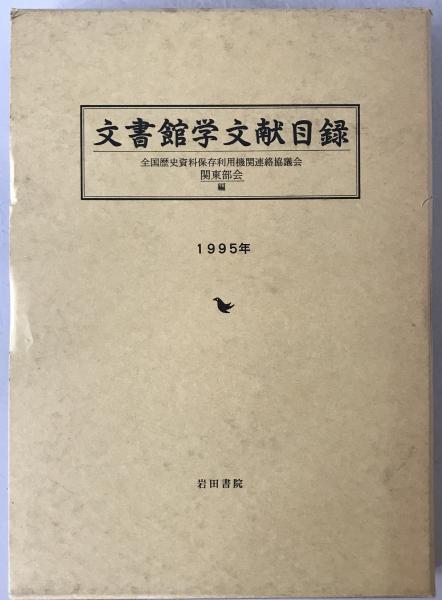 文書館学文献目録
全国歴史資料保存利用機関連絡協議会
関東部会
編
1995年
岩田書院